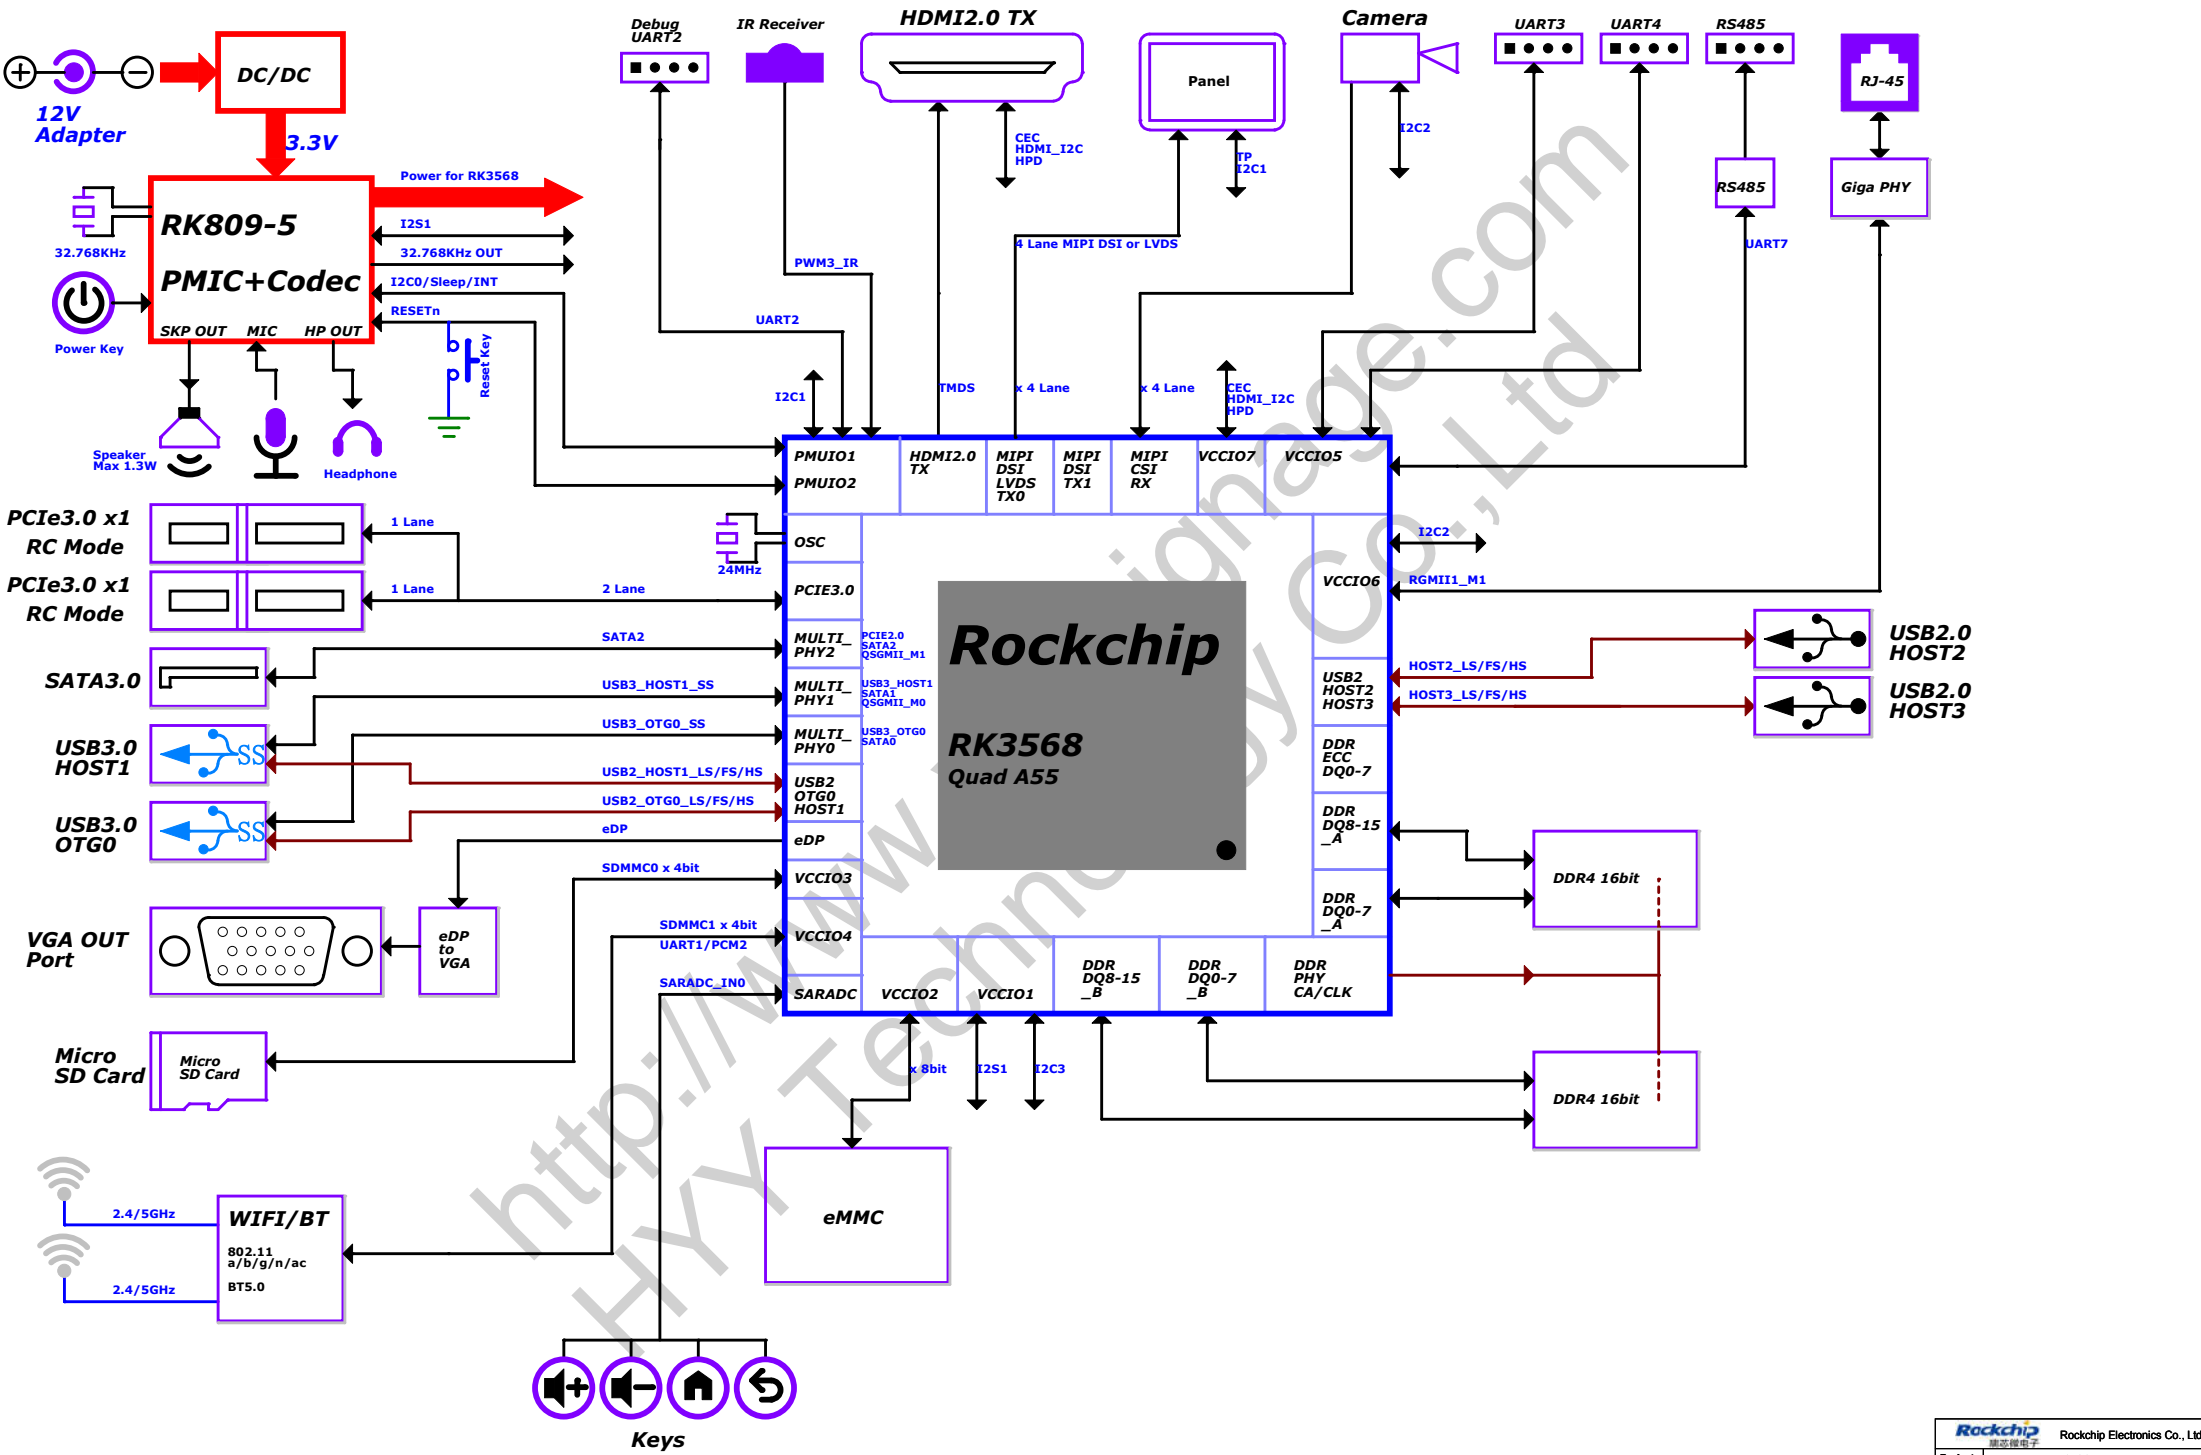 Debug
UART2
IR Receiver
HDMI2.0 TX
Camera
UART3
UART4
RS485
DC/DC
Panel
RJ-45
12V
Adapter
3.3V
CEC
HDMI_I2C
HPD
TP
I2C1
I2C2
Power for RK3568
RK809-5
PMIC+Codec
I2S1
32.768KHz OUT
I2C0/Sleep/INT
RESETn
32.768KHz
Power Key
SKP OUT
MIC
HP OUT
Reset Key
Speaker
Max 1.3W
Headphone
RS485
Giga PHY
UART7
4 Lane MIPI DSI or LVDS
PWM3_IR
UART2
I2C1
TMDS
x 4 Lane
x 4 Lane
CEC
HDMI_I2C
HPD
PMUIO1
PMUIO2
HDMI2.0
TX
MIPI
DSI
LVDS
TX0
MIPI
DSI
TX1
MIPI
CSI
RX
VCCIO7
VCCIO5
PCIe3.0 x1
RC Mode
1 Lane
PCIe3.0 x1
RC Mode
1 Lane
2 Lane
24MHz
OSC
PCIE3.0
I2C2
VCCIO6
RGMII1_M1
SATA3.0
SATA2
MULTI_
PHY2
PCIE2.0
SATA2
QSGMII_M1
USB3_HOST1_SS
MULTI_
PHY1
USB3_HOST1
SATA1
QSGMII_M0
USB3_OTG0_SS
MULTI_
PHY0
USB3_OTG0
SATA0
Rockchip
RK3568
Quad A55
HOST2_LS/FS/HS
HOST3_LS/FS/HS
USB2
HOST2
HOST3
USB2.0
HOST2
USB2.0
HOST3
USB3.0
HOST1
SS
USB2_HOST1_LS/FS/HS
USB2
OTG0
HOST1
USB3.0
OTG0
SS
USB2_OTG0_LS/FS/HS
eDP
eDP
DDR
ECC
DQ0-7
DDR
DQ8-15
_A
DDR
DQ0-7
_A
DDR4 16bit
SDMMC0 x 4bit
VCCIO3
VGA OUT
Port
eDP
to
VGA
SDMMC1 x 4bit
UART1/PCM2
VCCIO4
SARADC_IN0
SARADC
VCCIO2
VCCIO1
DDR
DQ8-15
_B
DDR
DQ0-7
_B
DDR
PHY
CA/CLK
Micro
SD Card
Micro
SD Card
x 8bit
I2S1
I2C3
DDR4 16bit
eMMC
2.4/5GHz
2.4/5GHz
WIFI/BT
802.11
a/b/g/n/ac
BT5.0
Keys
Rockchip
瑞芯微电子
Rockchip Electronics Co., Ltd